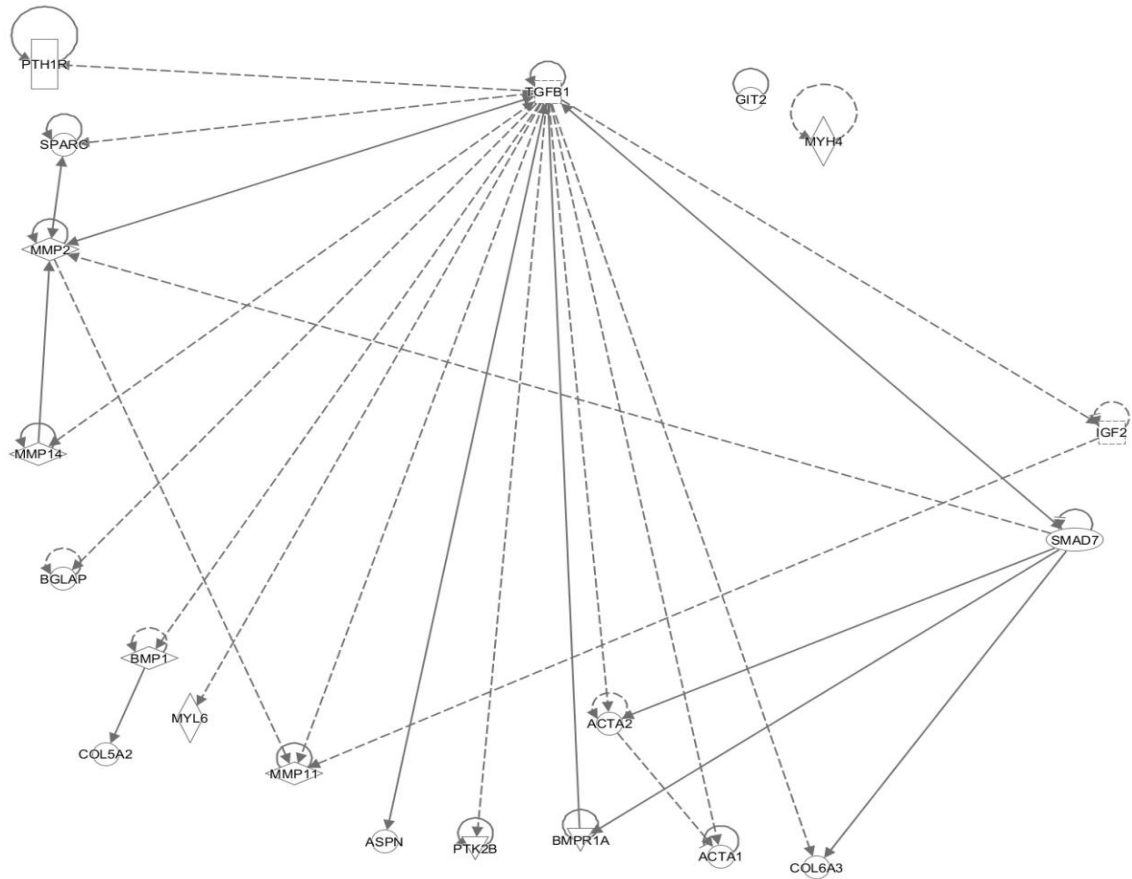 PTH1R
TGFB1
GIT2
MYH4
SPARC
MMP2
IGF2
MMP14
SMAD7
BGLAP
BMP1
MYL6
ACTA2
COL5A2
MMP11
ASPN
PTK2B
BMPR1A
ACTA1
COL6A3